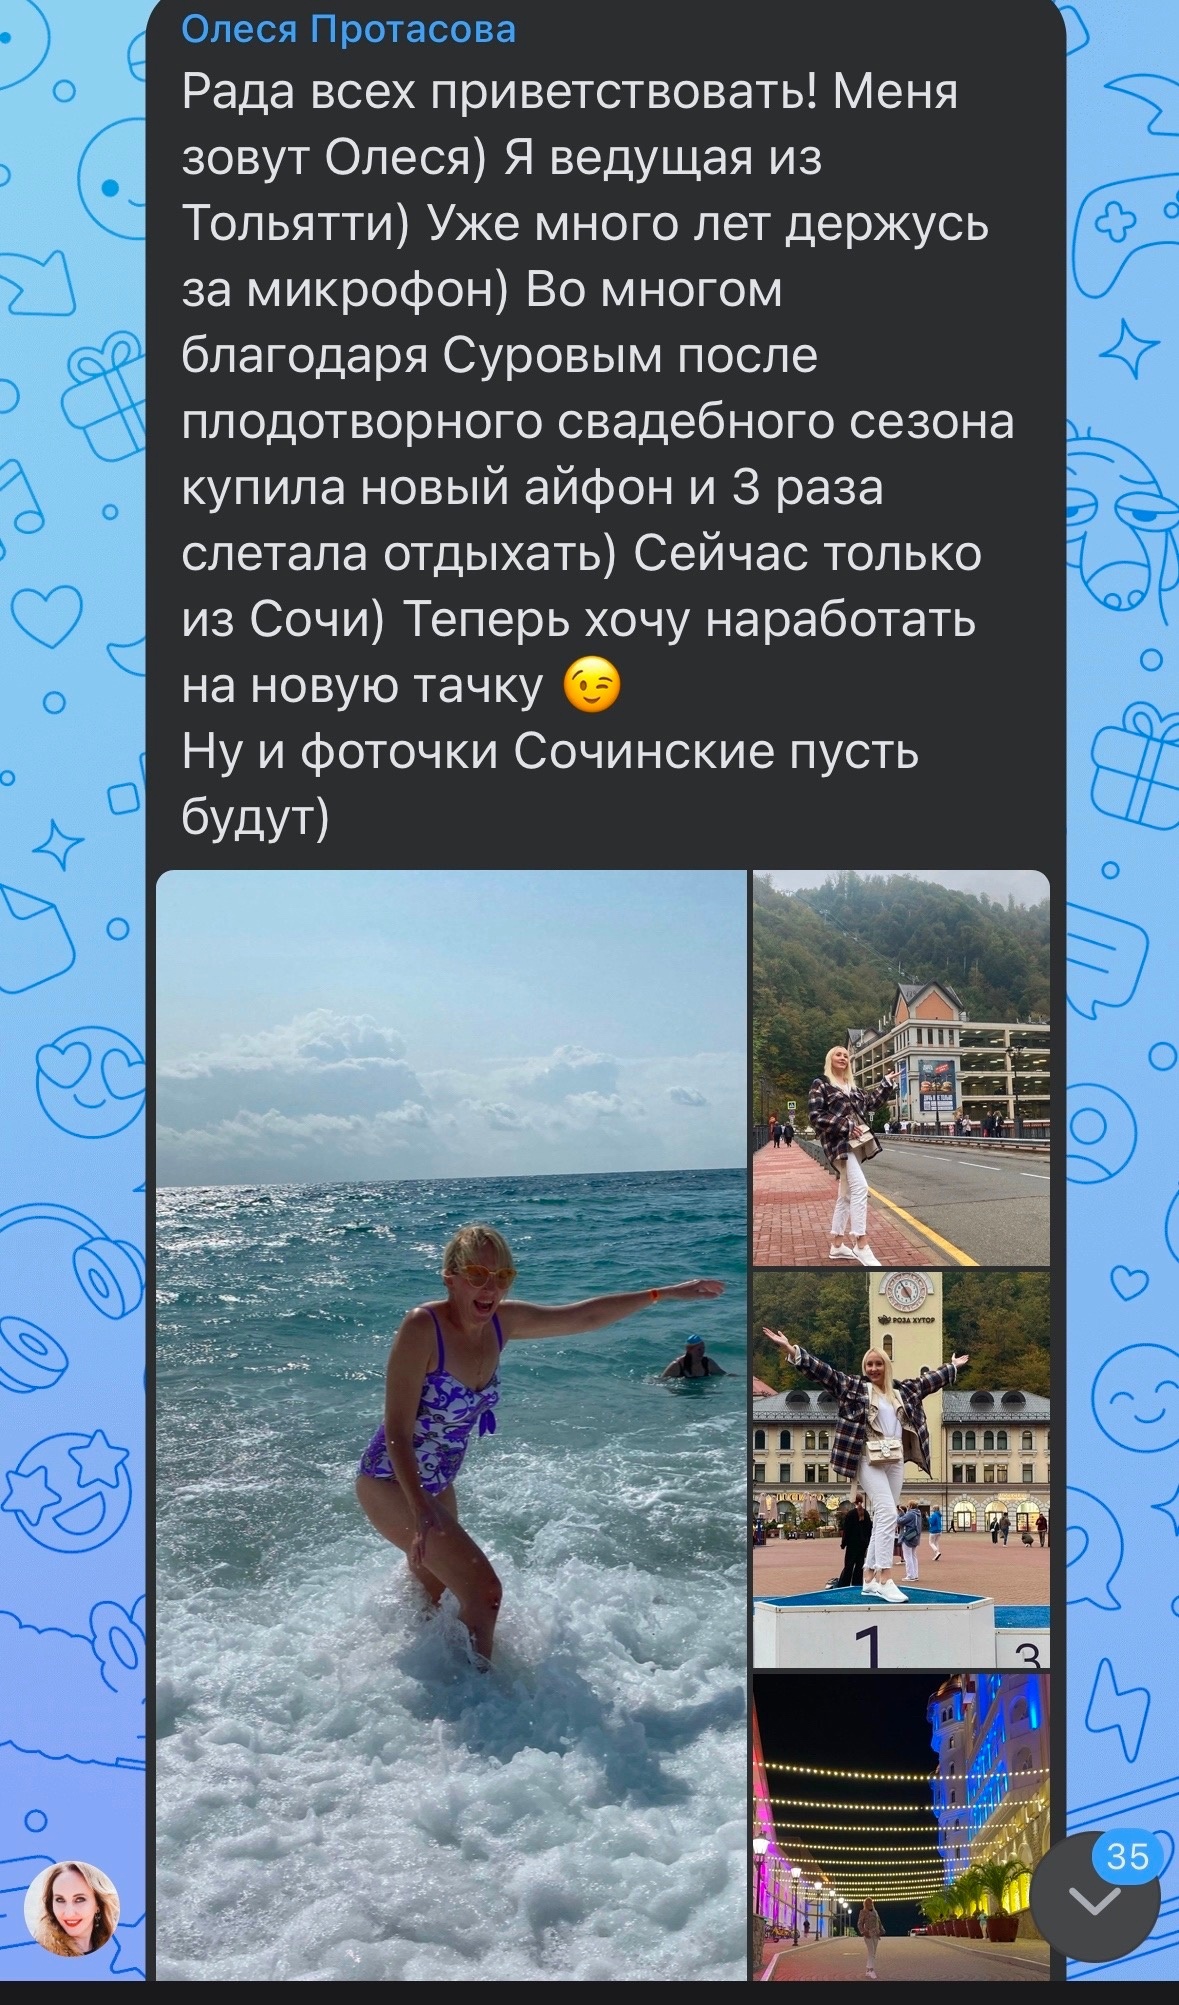 Олеся Протасова
Рада всех приветствовать! Меня
зовут Олеся) Я ведущая из
Тольятти) Уже много лет держусь
за микрофон) Во многом
благодаря Суровым после
плодотворного свадебного сезона
купила новый айфон и 3 раза
слетала отдыхать) Сейчас только
из Сочи) Теперь хочу наработать
на новую тачку 😉
Ну и фоточки Сочинские пусть
будут)
РОЗА ХУТОР
1
3
35